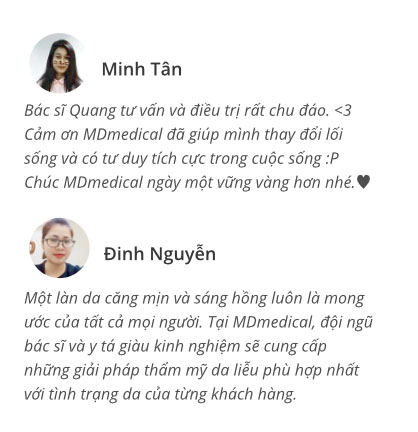 Minh Tân
Bác sĩ Quang tư vấn và điều trị rất chu đáo. <3
Cảm ơn MDmedical đã giúp mình thay đổi lối
sống và có tư duy tích cực trong cuộc sống :P
Chúc MDmedical ngày một vững vàng hơn nhé.♥
Đinh Nguyễn
Một làn da căng mịn và sáng hồng luôn là mong
ước của tất cả mọi người. Tại MDmedical, đội ngũ
bác sĩ và y tá giàu kinh nghiệm sẽ cung cấp
những giải pháp thẩm mỹ da liễu phù hợp nhất
với tình trạng da của từng khách hàng.